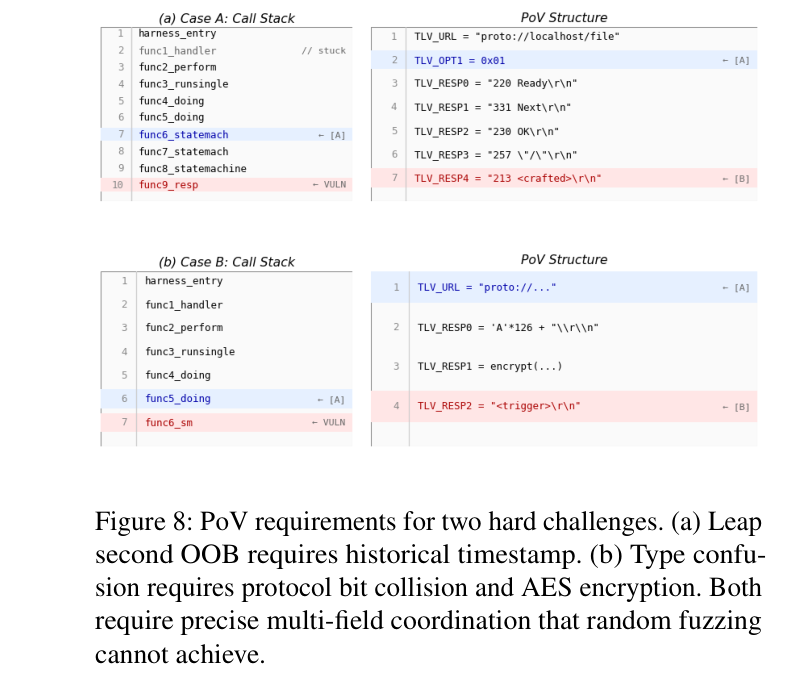 (a) Case A: Call Stack
1 harness_entry
2 func1_handler // stuck
3 func2_perform
4 func3_runsingle
5 func4_doing
6 func5_doing
7 func6_statemach ← [A]
8 func7_statemach
9 func8_statemachine
10 func9_resp ← VULN
PoV Structure
1 TLV_URL = "proto://localhost/file"
2 TLV_OPT1 = 0x01 ← [A]
3 TLV_RESP0 = "220 Ready\r\n"
4 TLV_RESP1 = "331 Next\r\n"
5 TLV_RESP2 = "230 OK\r\n"
6 TLV_RESP3 = "257 \"/\"\r\n"
7 TLV_RESP4 = "213 <crafted>\r\n" ← [B]
(b) Case B: Call Stack
1 harness_entry
2 func1_handler
3 func2_perform
4 func3_runsingle
5 func4_doing
6 func5_doing ← [A]
7 func6_sm ← VULN
PoV Structure
1 TLV_URL = "proto://..." ← [A]
2 TLV_RESP0 = 'A'*126 + "\\r\\n"
3 TLV_RESP1 = encrypt(...)
4 TLV_RESP2 = "<trigger>\r\n" ← [B]
Figure 8: PoV requirements for two hard challenges. (a) Leap
second OOB requires historical timestamp. (b) Type confu-
sion requires protocol bit collision and AES encryption. Both
require precise multi-field coordination that random fuzzing
cannot achieve.